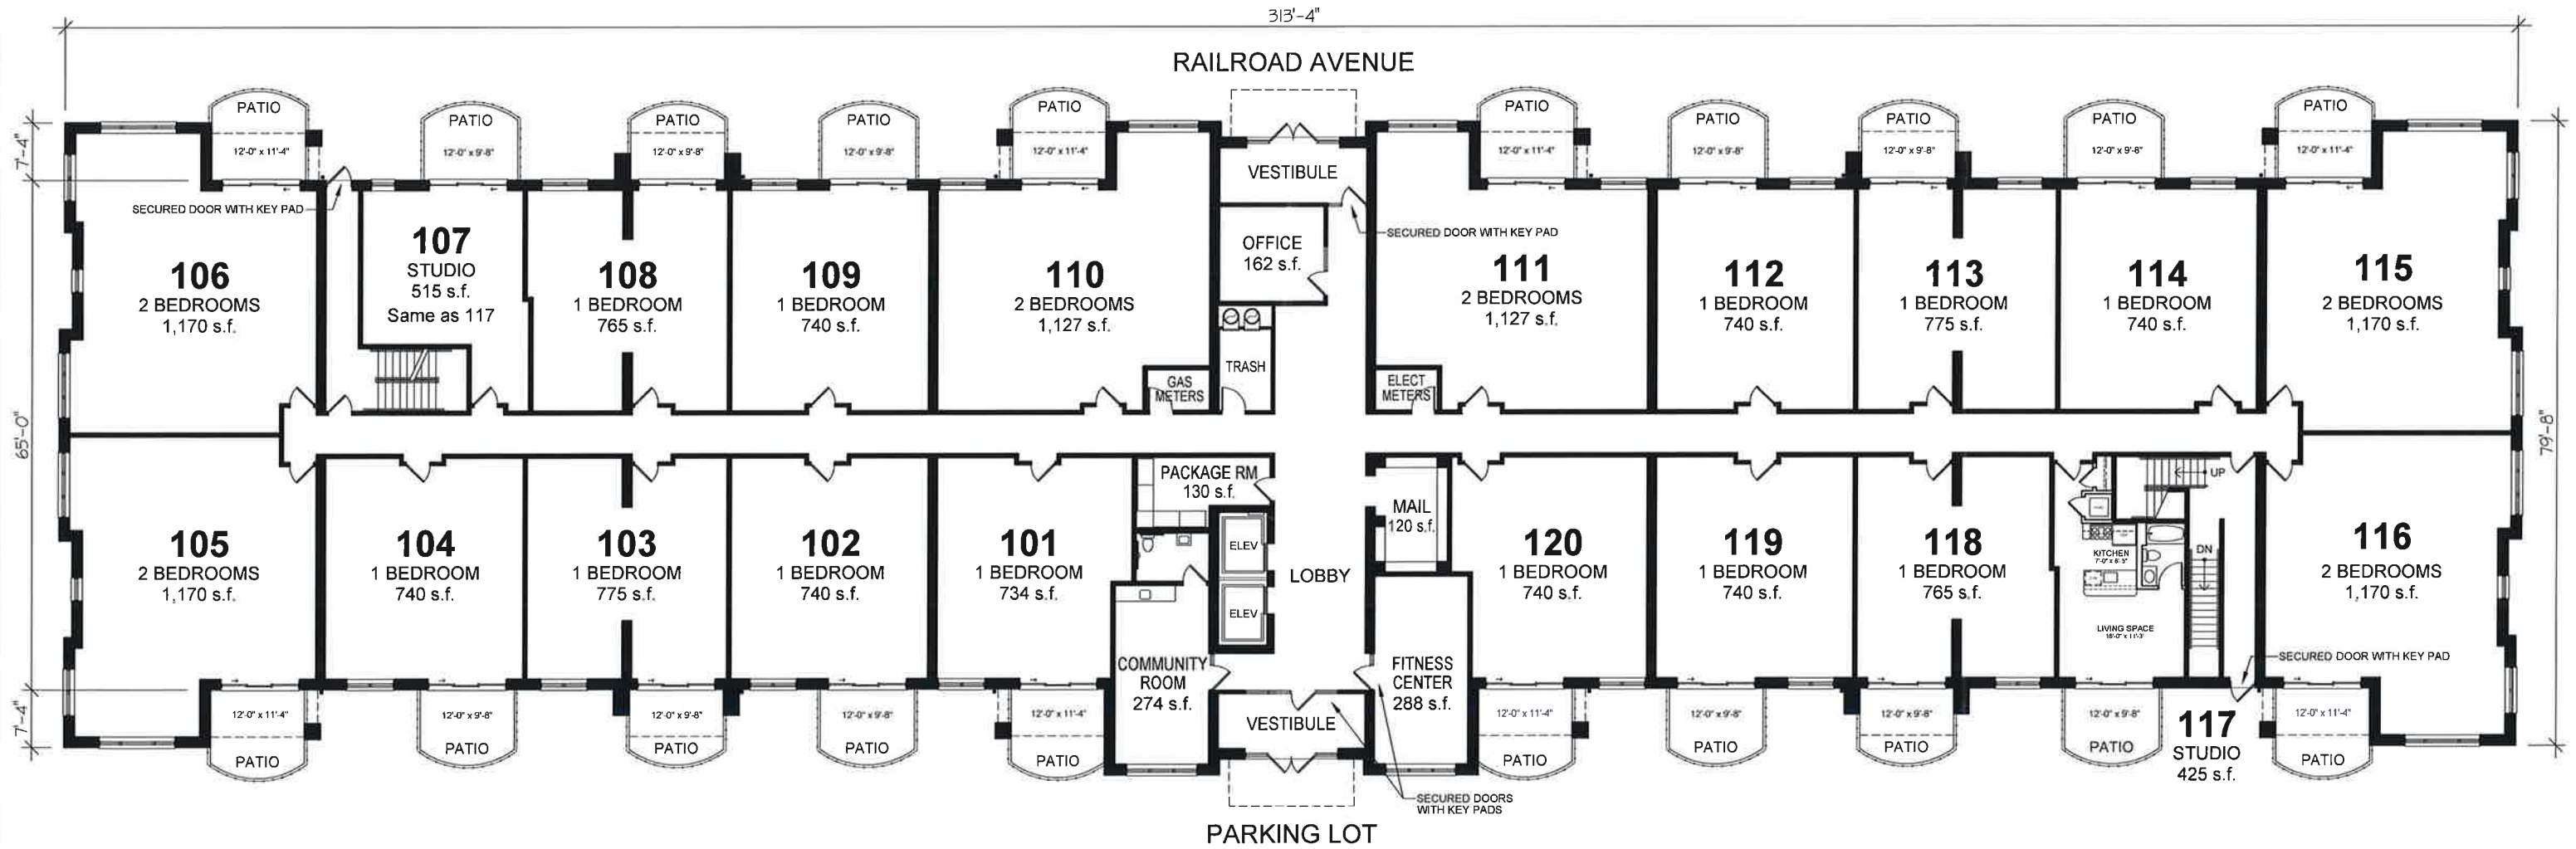 313'-4"
RAILROAD AVENUE
PATIO
12'-0" x 11'-4"
PATIO
12'-0" x 9'-8"
PATIO
12'-0" x 9'-8"
PATIO
12'-0" x 9'-8"
PATIO
12'-0" x 11'-4"
PATIO
12'-0" x 11'-4"
PATIO
12'-0" x 9'-8"
PATIO
12'-0" x 9'-8"
PATIO
12'-0" x 9'-8"
PATIO
12'-0" x 11'-4"
7'-4"
65'-0"
7'-4"
79'-8"
SECURED DOOR WITH KEY PAD
VESTIBULE
SECURED DOOR WITH KEY PAD
OFFICE
162 s.f.
TRASH
GAS
METERS
ELECT
METERS
106
2 BEDROOMS
1,170 s.f.
107
STUDIO
515 s.f.
Same as 117
108
1 BEDROOM
765 s.f.
109
1 BEDROOM
740 s.f.
110
2 BEDROOMS
1,127 s.f.
111
2 BEDROOMS
1,127 s.f.
112
1 BEDROOM
740 s.f.
113
1 BEDROOM
775 s.f.
114
1 BEDROOM
740 s.f.
115
2 BEDROOMS
1,170 s.f.
105
2 BEDROOMS
1,170 s.f.
104
1 BEDROOM
740 s.f.
103
1 BEDROOM
775 s.f.
102
1 BEDROOM
740 s.f.
101
1 BEDROOM
734 s.f.
PACKAGE RM
130 s.f.
ELEV
ELEV
LOBBY
MAIL
120 s.f.
COMMUNITY
ROOM
274 s.f.
FITNESS
CENTER
288 s.f.
VESTIBULE
120
1 BEDROOM
740 s.f.
119
1 BEDROOM
740 s.f.
118
1 BEDROOM
765 s.f.
UP
DN
KITCHEN
7'-0" x 8'-5"
LIVING SPACE
116
2 BEDROOMS
1,170 s.f.
SECURED DOOR WITH KEY PAD
117
STUDIO
425 s.f.
12'-0" x 11'-4"
PATIO
12'-0" x 9'-8"
PATIO
12'-0" x 9'-8"
PATIO
12'-0" x 9'-8"
PATIO
12'-0" x 11'-4"
PATIO
12'-0" x 11'-4"
PATIO
12'-0" x 9'-8"
PATIO
12'-0" x 9'-8"
PATIO
12'-0" x 9'-8"
PATIO
12'-0" x 11'-4"
PATIO
SECURED DOORS
WITH KEY PADS
PARKING LOT